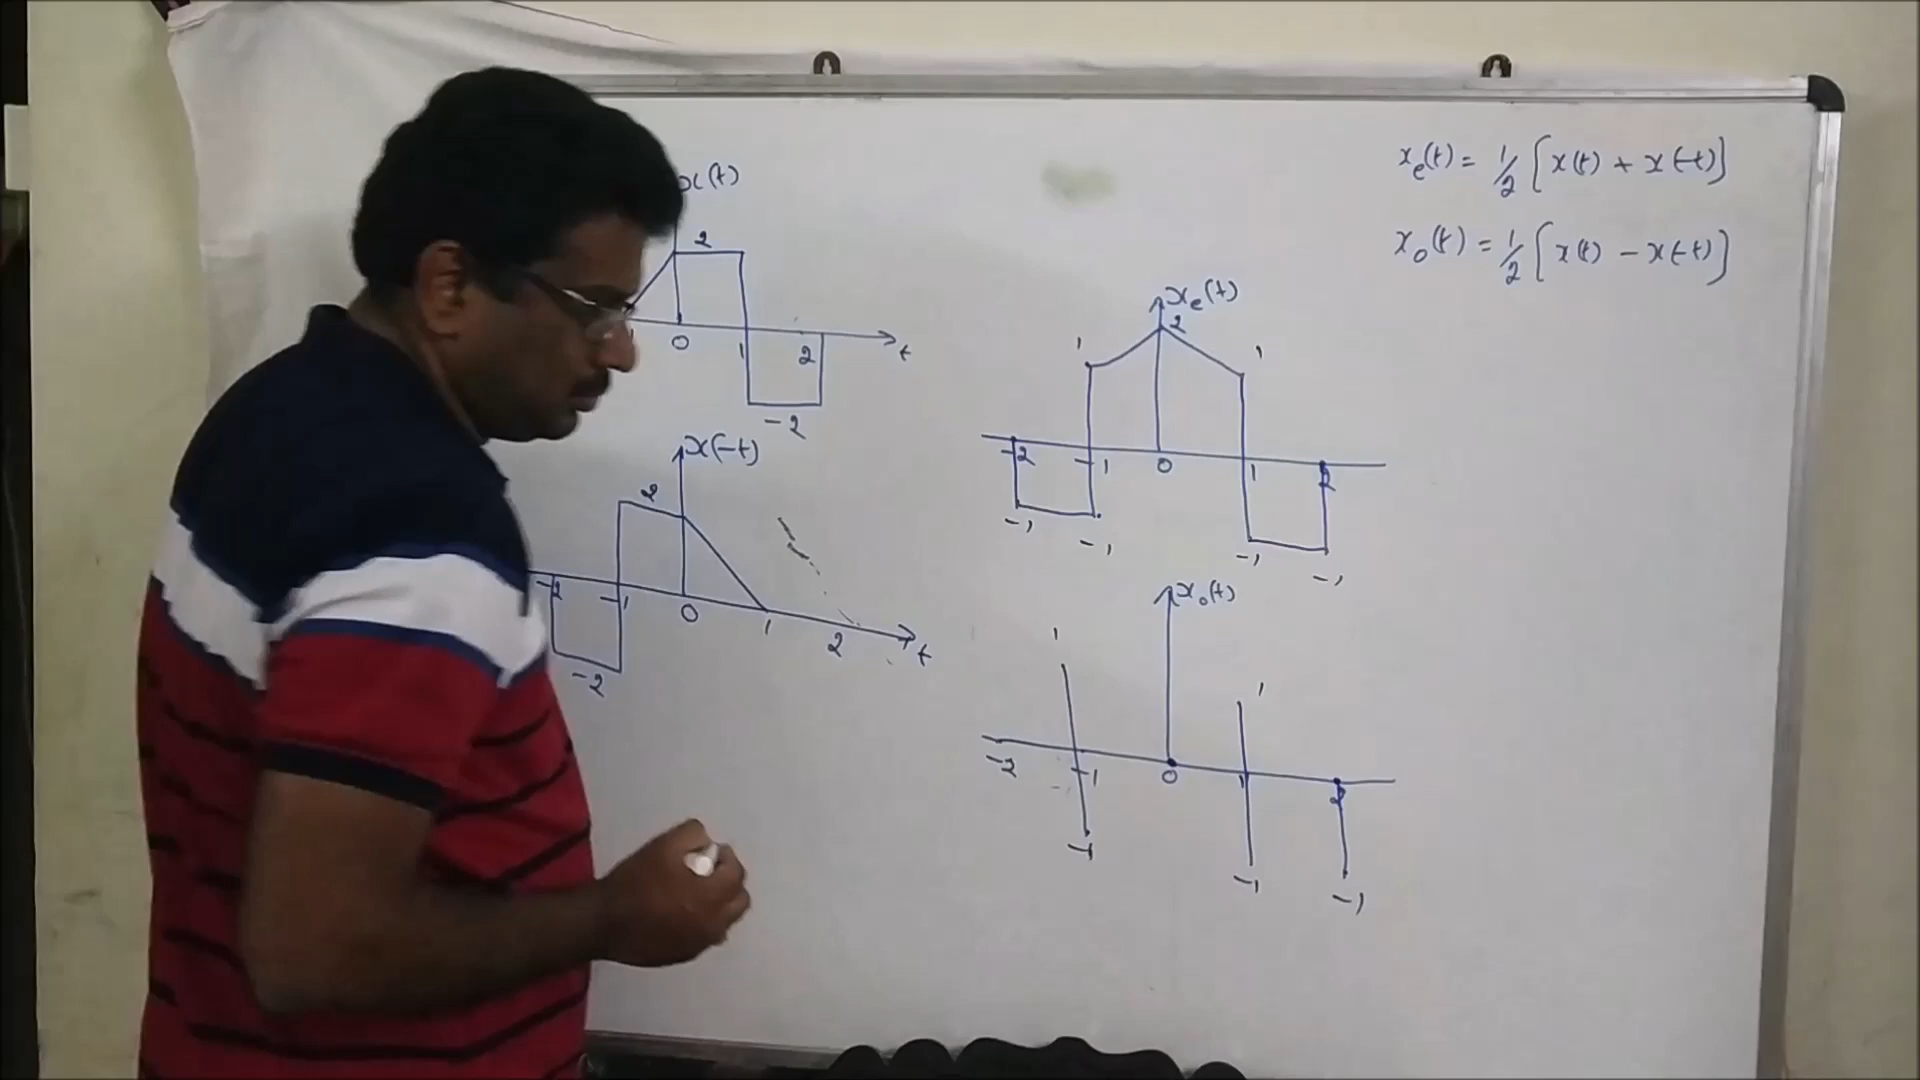 x(t)
2
0 1 2 t
-2
x(-t)
2
-2 -1 0 1 2 t
-2
xₑ(t) = 1/2 [x(t) + x(-t)]
x₀(t) = 1/2 [x(t) - x(-t)]
xₑ(t)
1 2 1
-2 -1 0 1 2
-1 -1 -1 -1
x₀(t)
1 1
-2 -1 0 1 2
-1 -1 -1